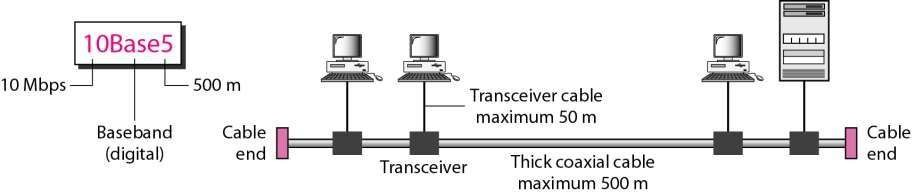 10Base5
10 Mbps
500 m
Baseband
(digital)
Transceiver cable
maximum 50 m
Cable
end
Transceiver
Thick coaxial cable
maximum 500 m
Cable
end